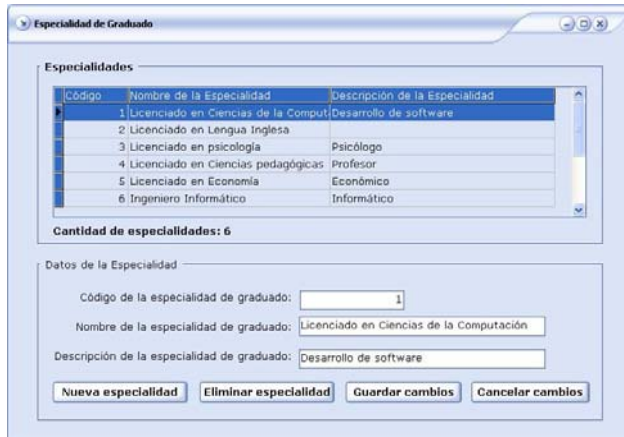 Especialidad de Graduado
Especialidades
Código Nombre de la Especialidad Descripción de la Especialidad
1 Licenciado en Ciencias de la Comput Desarrollo de software
2 Licenciado en Lengua Inglesa
3 Licenciado en psicología Psicólogo
4 Licenciado en Ciencias pedagógicas Profesor
5 Licenciado en Economía Económico
6 Ingeniero Informático Informático
Cantidad de especialidades: 6
Datos de la Especialidad
Código de la especialidad de graduado: 1
Nombre de la especialidad de graduado: Licenciado en Ciencias de la Computación
Descripción de la especialidad de graduado: Desarrollo de software
Nueva especialidad Eliminar especialidad Guardar cambios Cancelar cambios